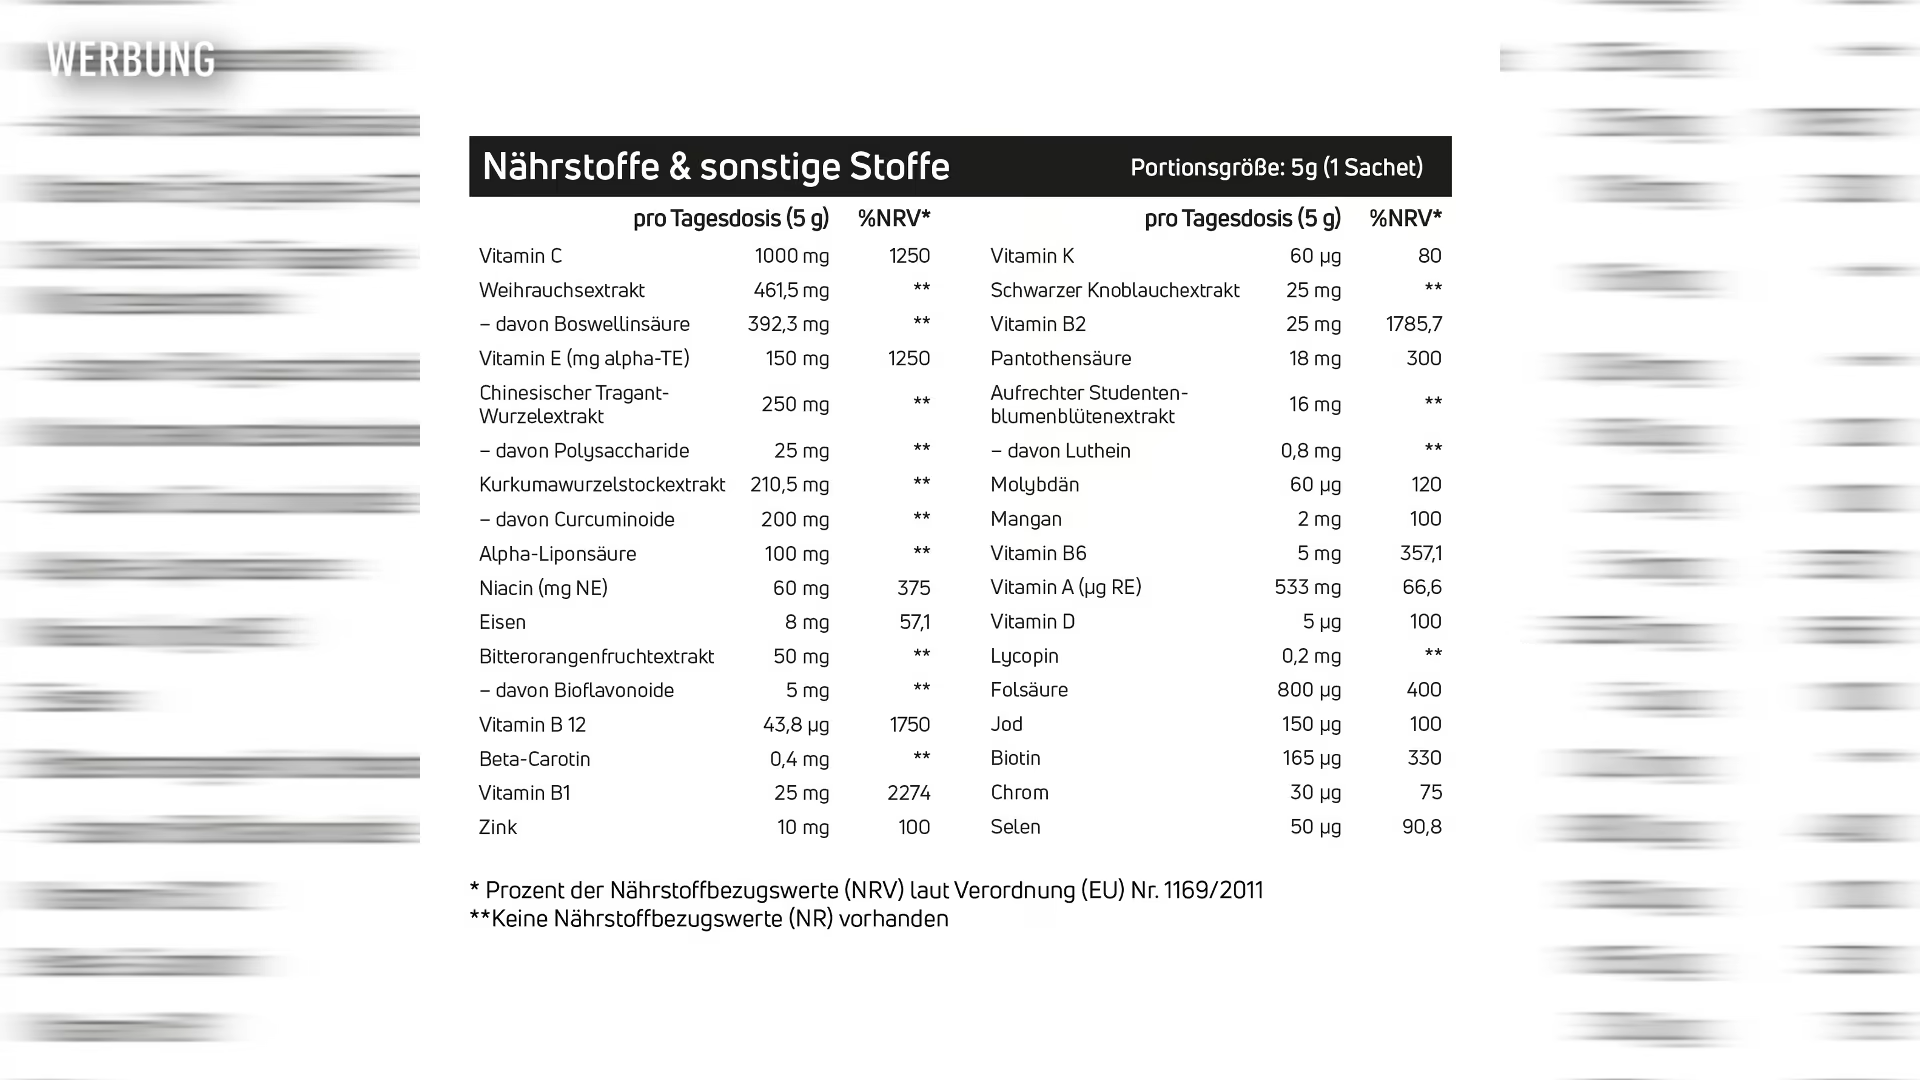 WERBUNG
Nährstoffe & sonstige Stoffe Portionsgröße: 5g (1 Sachet)
pro Tagesdosis (5 g) %NRV*
Vitamin C 1000 mg 1250
Weihrauchsextrakt 461,5 mg **
– davon Boswellinsäure 392,3 mg **
Vitamin E (mg alpha-TE) 150 mg 1250
Chinesischer Tragant-
Wurzelextrakt 250 mg **
– davon Polysaccharide 25 mg **
Kurkumawurzelstockextrakt 210,5 mg **
– davon Curcuminoide 200 mg **
Alpha-Liponsäure 100 mg **
Niacin (mg NE) 60 mg 375
Eisen 8 mg 57,1
Bitterorangenfruchtextrakt 50 mg **
– davon Bioflavonoide 5 mg **
Vitamin B 12 43,8 µg 1750
Beta-Carotin 0,4 mg **
Vitamin B1 25 mg 2274
Zink 10 mg 100
pro Tagesdosis (5 g) %NRV*
Vitamin K 60 µg 80
Schwarzer Knoblauchextrakt 25 mg **
Vitamin B2 25 mg 1785,7
Pantothensäure 18 mg 300
Aufrechter Studenten-
blumenblütenextrakt 16 mg **
– davon Luthein 0,8 mg **
Molybdän 60 µg 120
Mangan 2 mg 100
Vitamin B6 5 mg 357,1
Vitamin A (µg RE) 533 mg 66,6
Vitamin D 5 µg 100
Lycopin 0,2 mg **
Folsäure 800 µg 400
Jod 150 µg 100
Biotin 165 µg 330
Chrom 30 µg 75
Selen 50 µg 90,8
* Prozent der Nährstoffbezugswerte (NRV) laut Verordnung (EU) Nr. 1169/2011
**Keine Nährstoffbezugswerte (NR) vorhanden